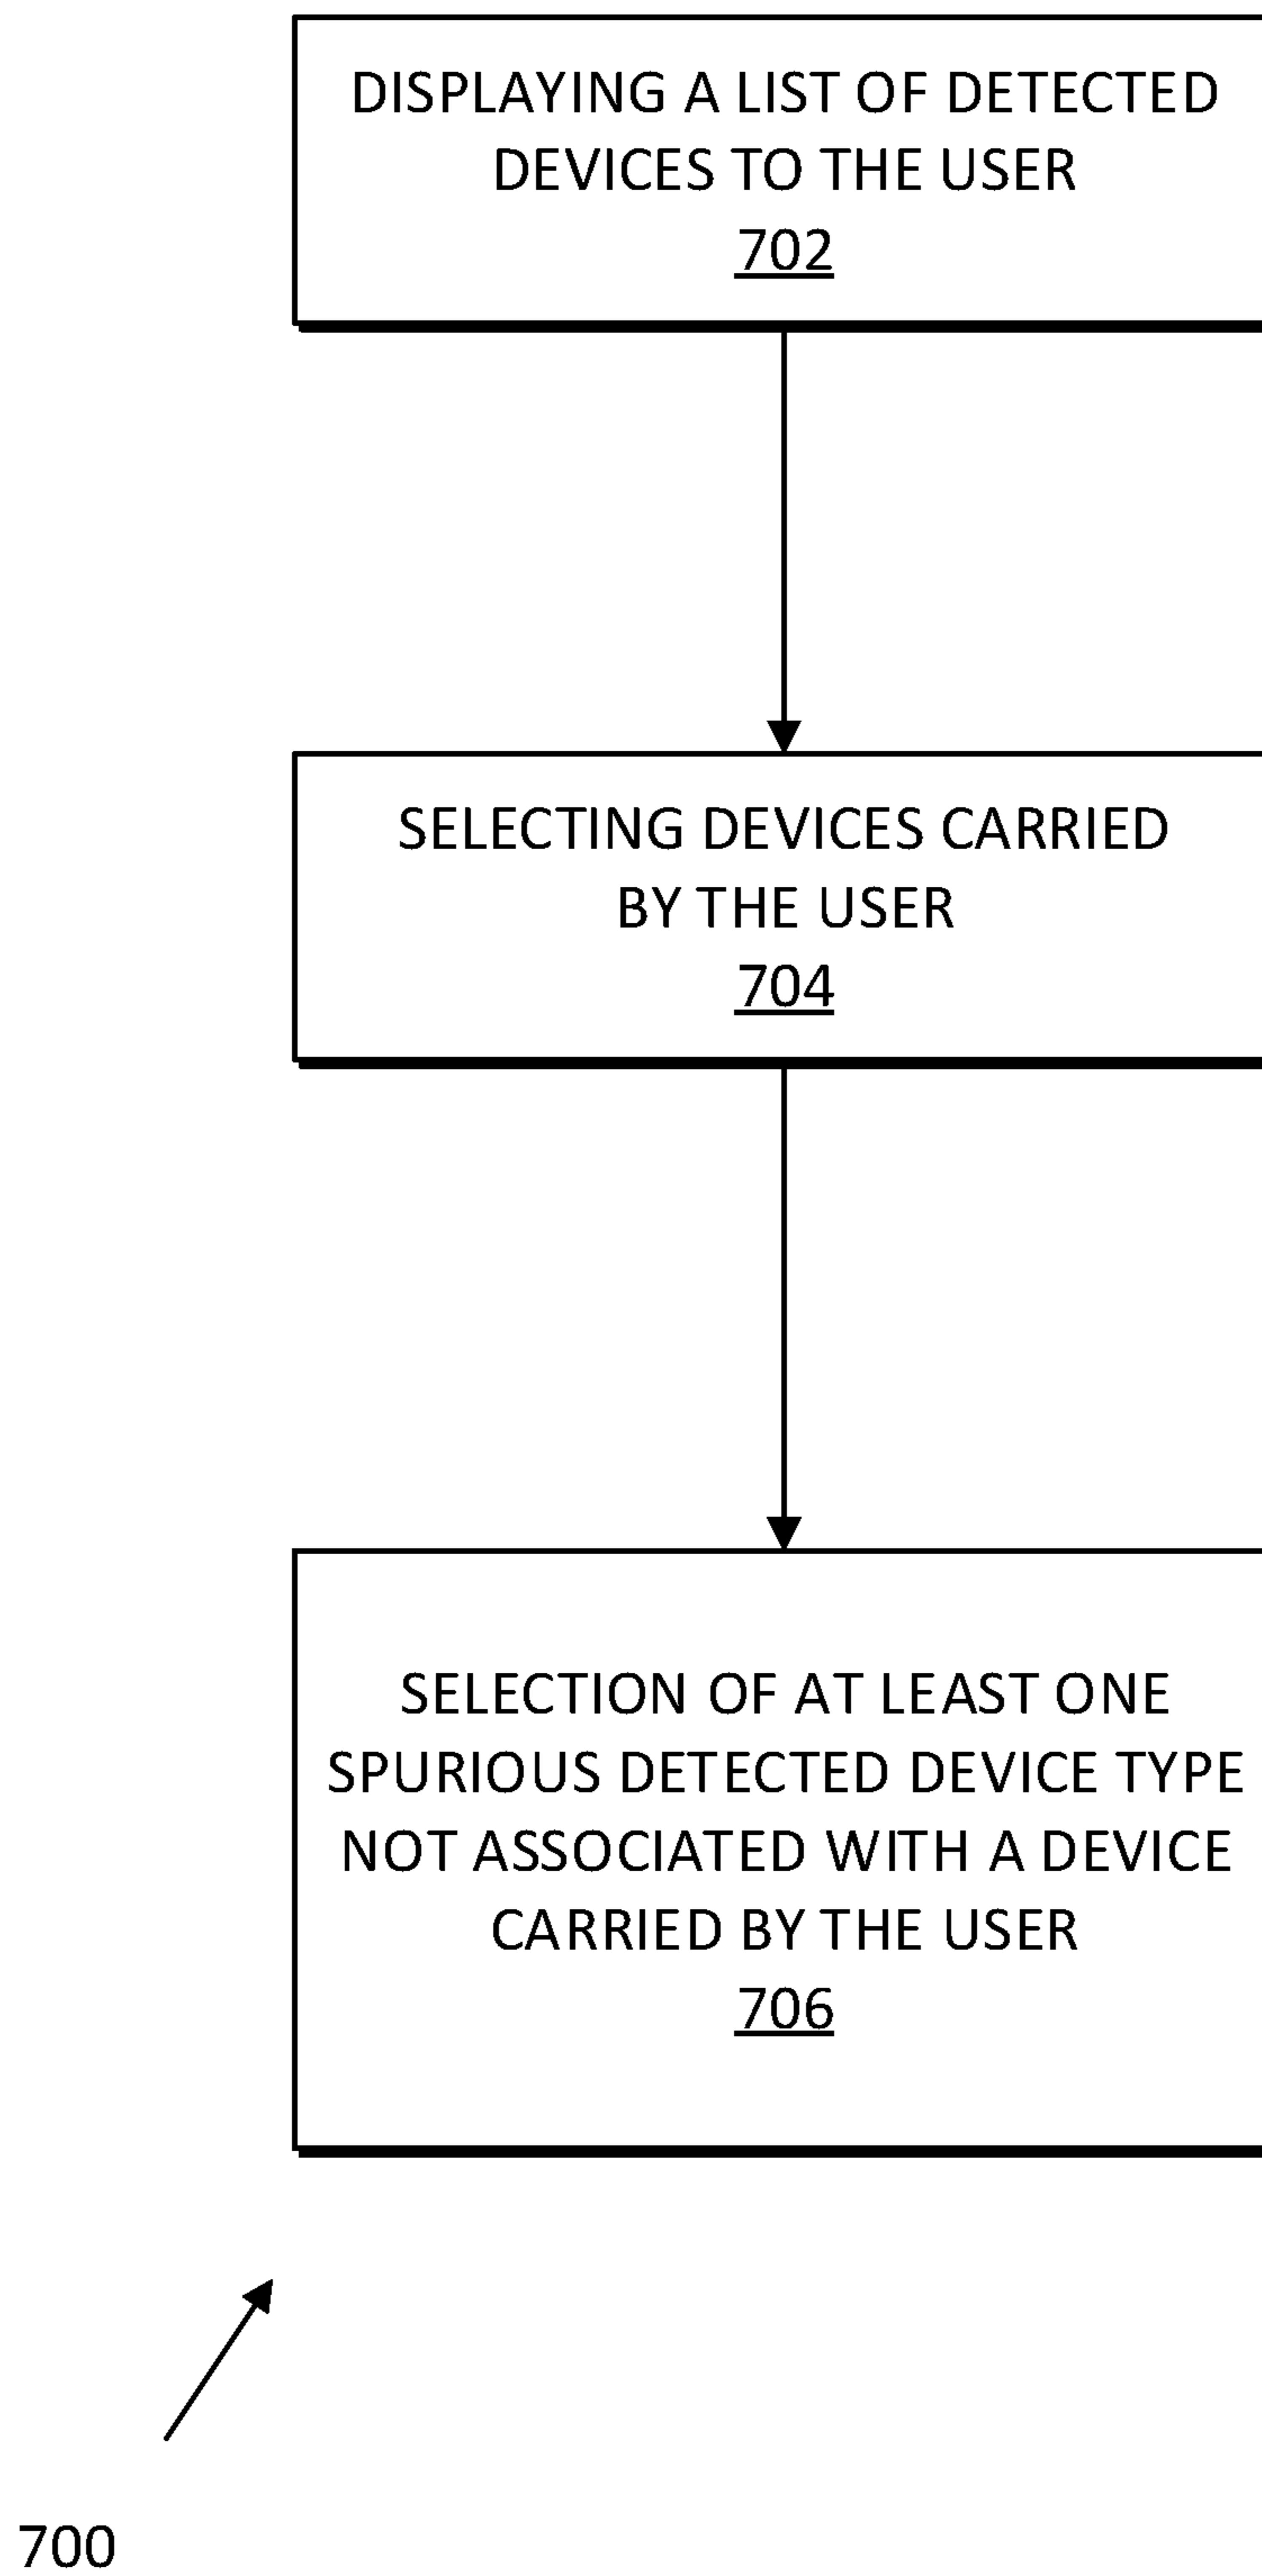 DISPLAYING A LIST OF DETECTED
DEVICES TO THE USER
702
SELECTING DEVICES CARRIED
BY THE USER
704
SELECTION OF AT LEAST ONE
SPURIOUS DETECTED DEVICE TYPE
NOT ASSOCIATED WITH A DEVICE
CARRIED BY THE USER
706
700